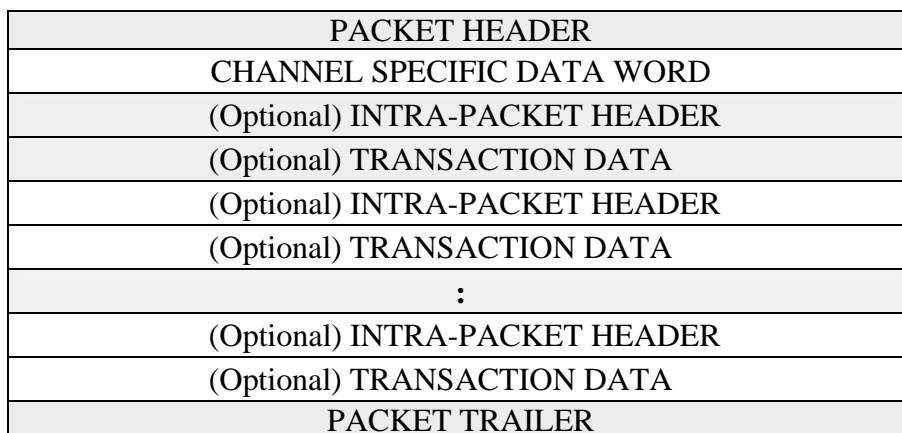 PACKET HEADER
CHANNEL SPECIFIC DATA WORD
(Optional) INTRA-PACKET HEADER
(Optional) TRANSACTION DATA
(Optional) INTRA-PACKET HEADER
(Optional) TRANSACTION DATA
:
(Optional) INTRA-PACKET HEADER
(Optional) TRANSACTION DATA
PACKET TRAILER